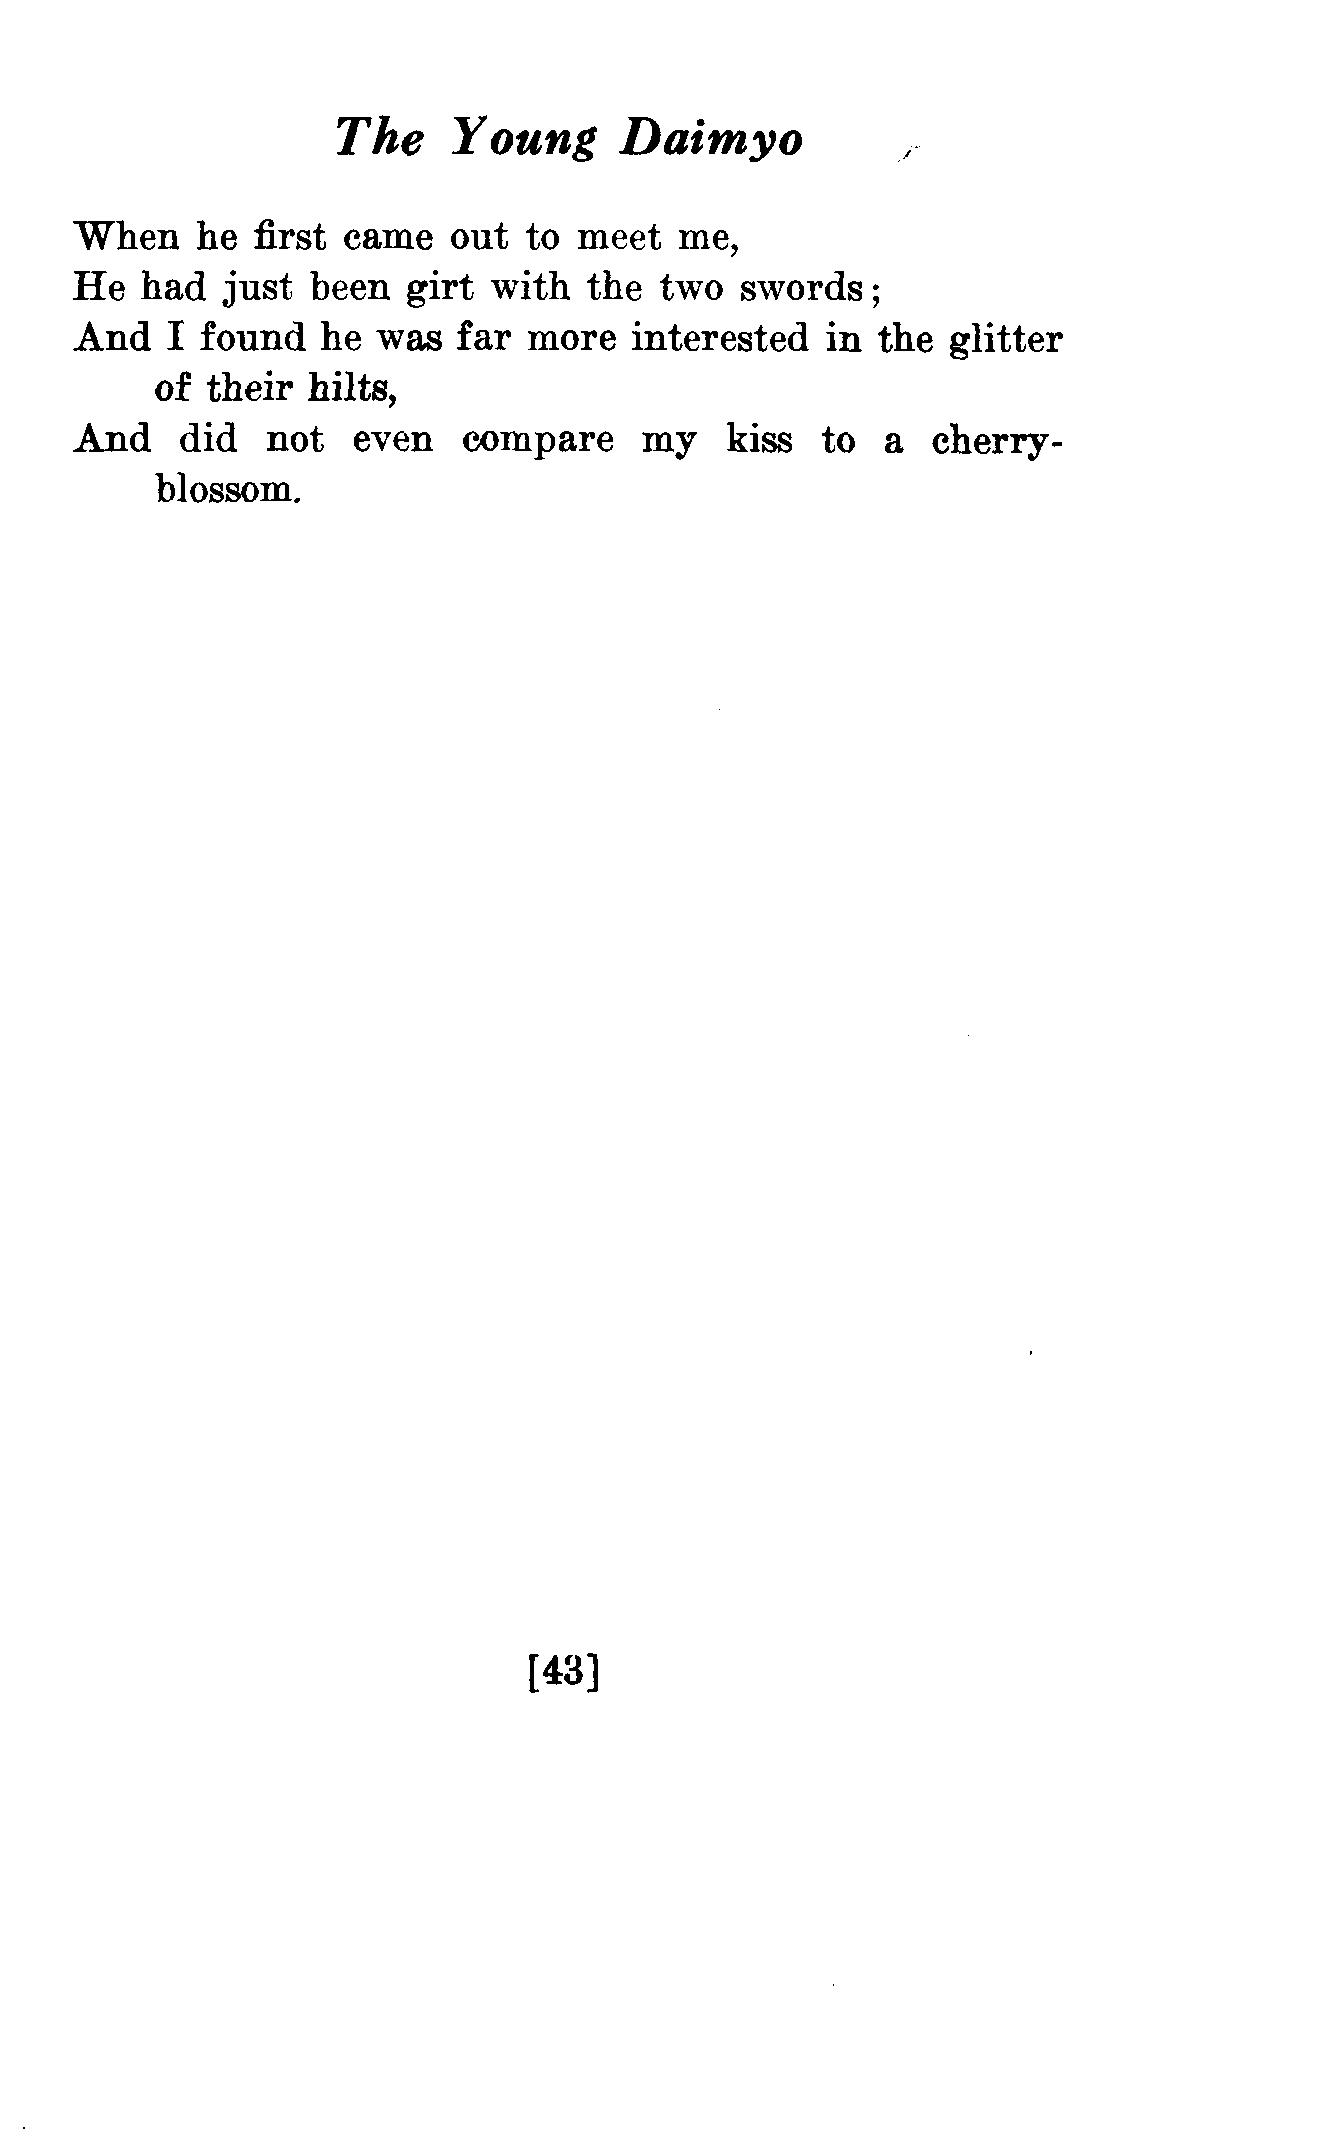 The Young Daimyo
When he first came out to meet me,
He had just been girt with the two swords;
And I found he was far more interested in the glitter
of their hilts,
And did not even compare my kiss to a cherry-
blossom.
[43]